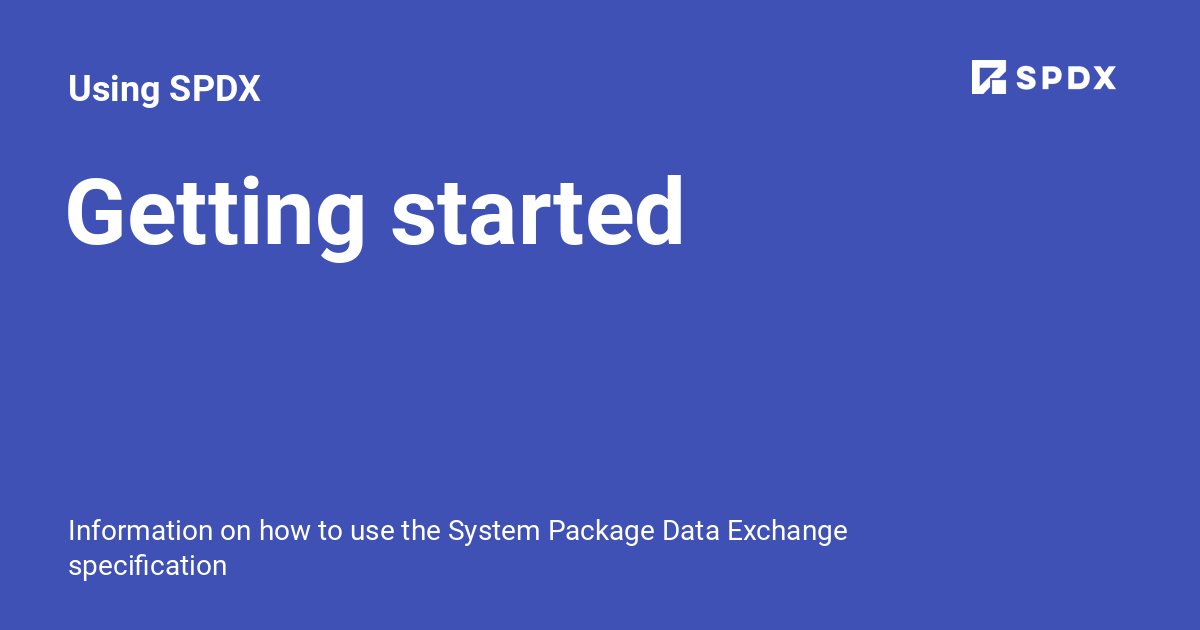 Using SPDX
SPDX
Getting started
Information on how to use the System Package Data Exchange
specification